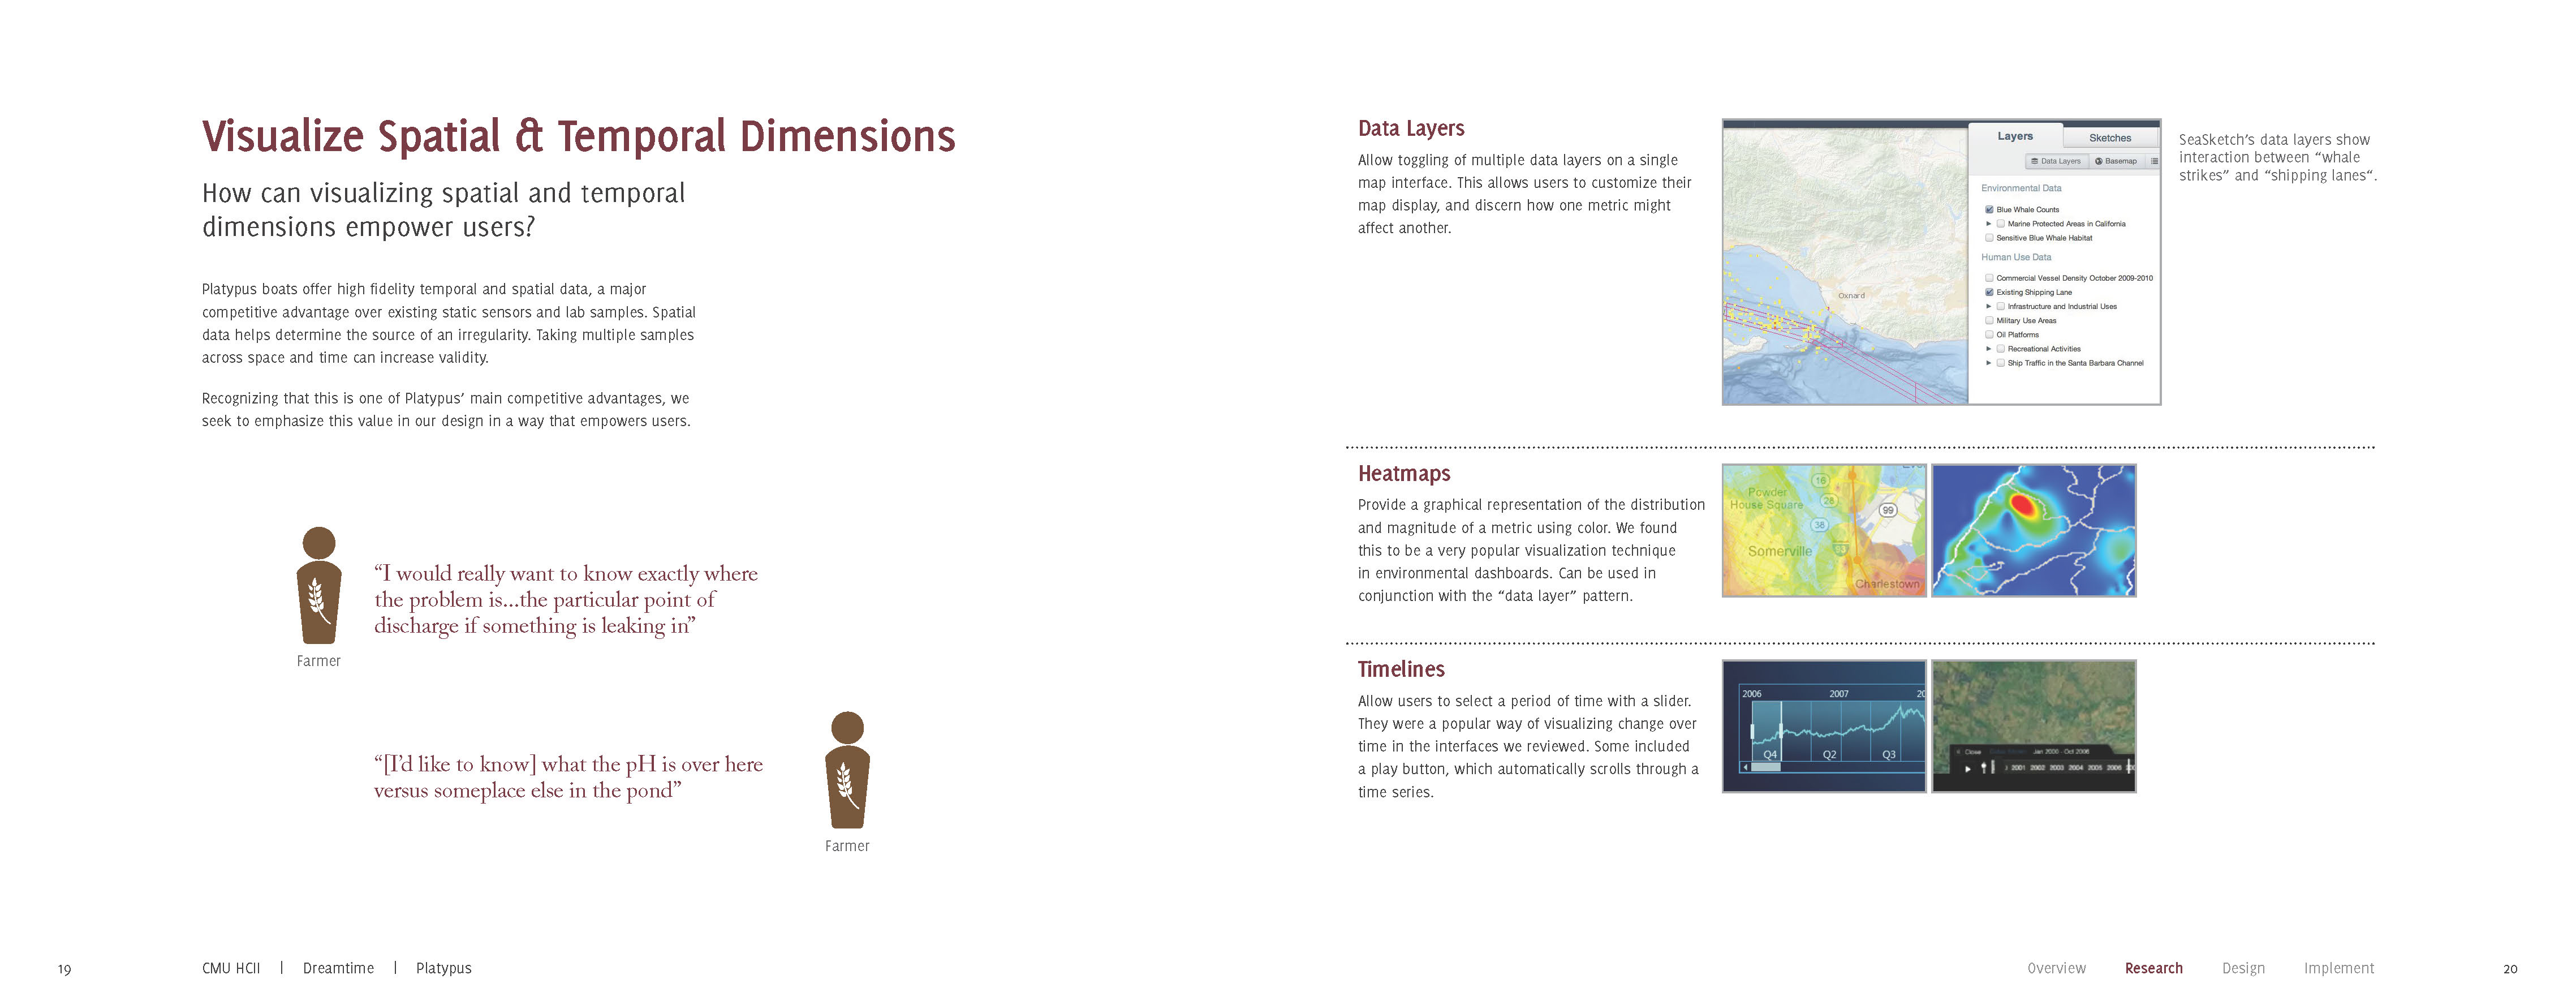 Visualize Spatial & Temporal Dimensions
How can visualizing spatial and temporal
dimensions empower users?
Platypus boats offer high fidelity temporal and spatial data, a major
competitive advantage over existing static sensors and lab samples. Spatial
data helps determine the source of an irregularity. Taking multiple samples
across space and time can increase validity.
Recognizing that this is one of Platypus’ main competitive advantages, we
seek to emphasize this value in our design in a way that empowers users.
“I would really want to know exactly where
the problem is...the particular point of
discharge if something is leaking in”
Farmer
“[I’d like to know] what the pH is over here
versus someplace else in the pond”
Farmer
19
CMU HCII | Dreamtime | Platypus
Data Layers
Allow toggling of multiple data layers on a single
map interface. This allows users to customize their
map display, and discern how one metric might
affect another.
Oxnard
Layers
Sketches
Data Layers
Basemap
Environmental Data
Blue Whale Counts
Marine Protected Areas in California
Sensitive Blue Whale Habitat
Human Use Data
Commercial Vessel Density October 2009-2010
Existing Shipping Lane
Infrastructure and Industrial Uses
Military Use Areas
Oil Platforms
Recreational Activities
Ship Traffic in the Santa Barbara Channel
SeaSketch’s data layers show
interaction between “whale
strikes” and “shipping lanes“.
Heatmaps
Provide a graphical representation of the distribution
and magnitude of a metric using color. We found
this to be a very popular visualization technique
in environmental dashboards. Can be used in
conjunction with the “data layer” pattern.
16
Powder
House Square
28
99
38
Somerville
93
Charlestown
Timelines
Allow users to select a period of time with a slider.
They were a popular way of visualizing change over
time in the interfaces we reviewed. Some included
a play button, which automatically scrolls through a
time series.
2006 2007 20
Q4 Q2 Q3
Close
Jan 2000 - Oct 2006
2001 2002 2003 2004 2005 2006
Overview Research Design Implement
20